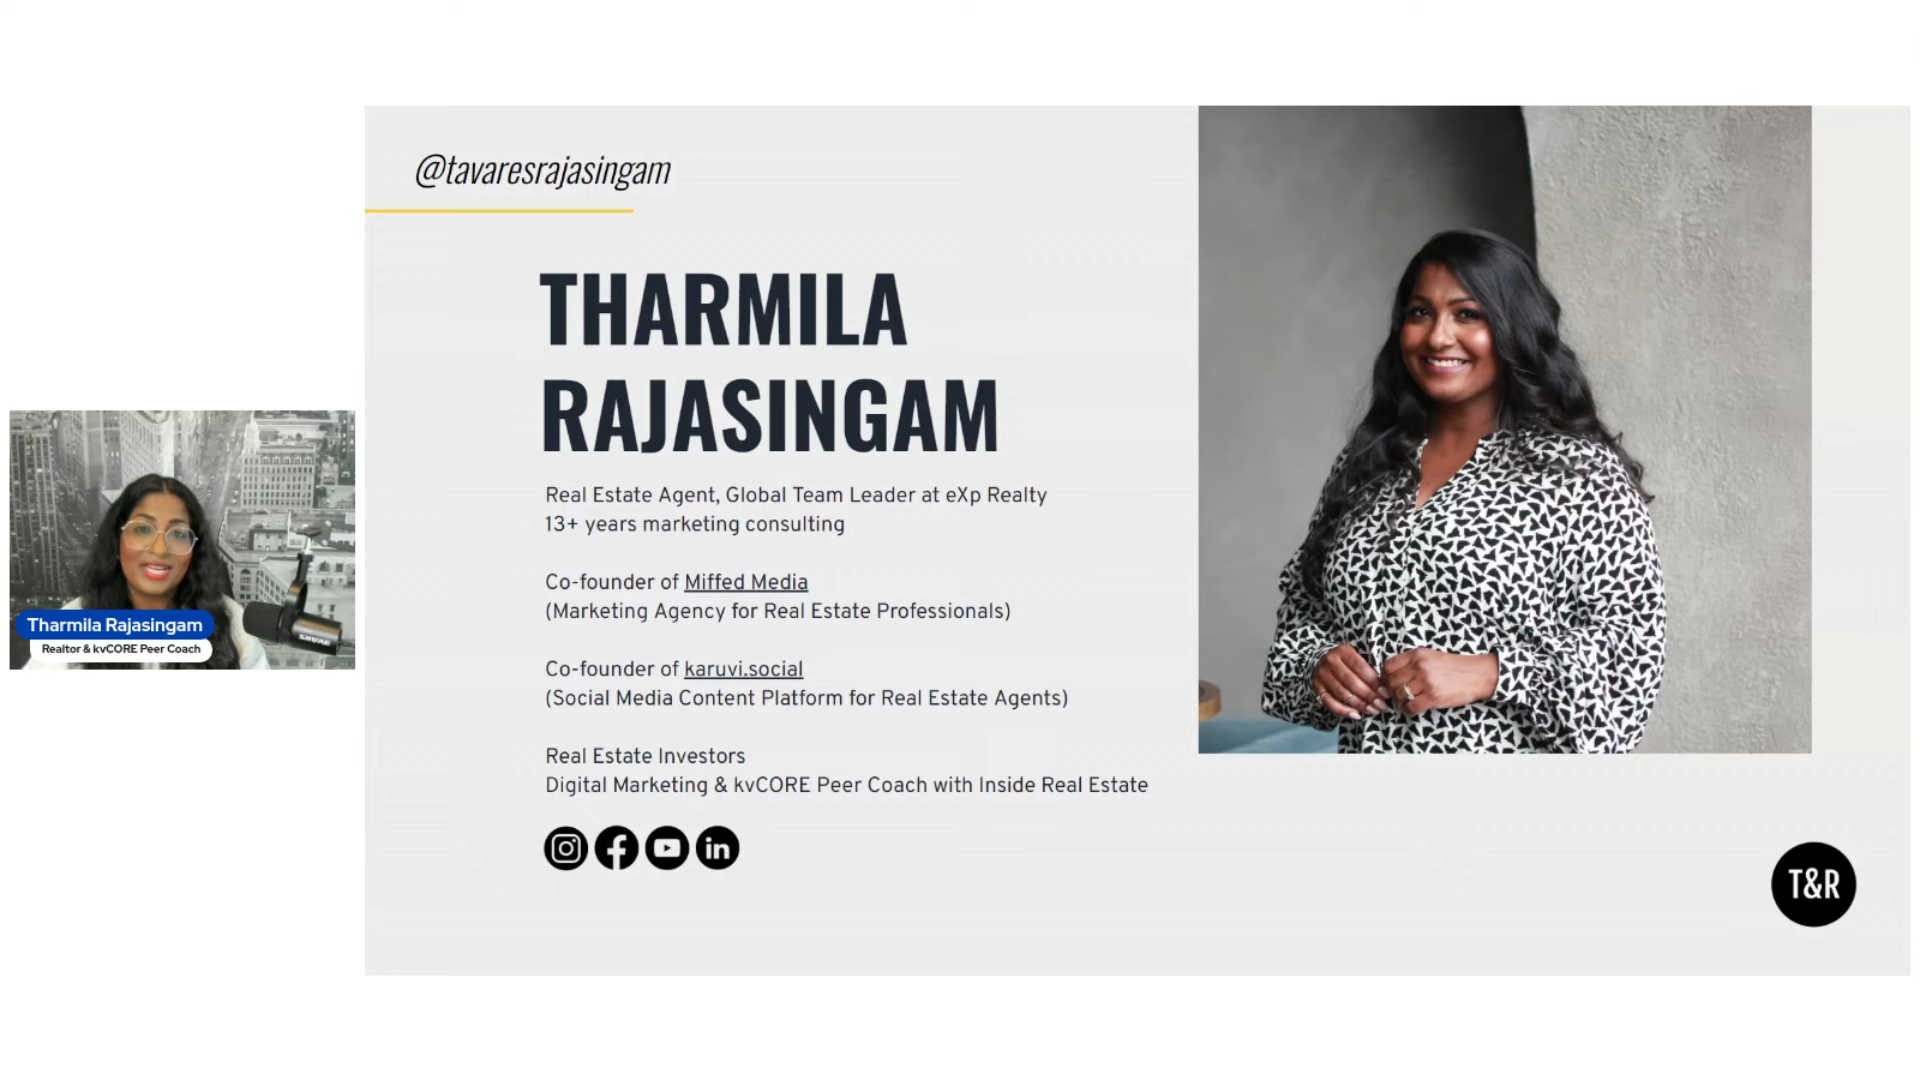 @tavaresrajasingam
THARMILA
RAJASINGAM
Real Estate Agent, Global Team Leader at eXp Realty
13+ years marketing consulting
Co-founder of Miffed Media
(Marketing Agency for Real Estate Professionals)
Co-founder of karuvi.social
(Social Media Content Platform for Real Estate Agents)
Real Estate Investors
Digital Marketing & kvCORE Peer Coach with Inside Real Estate
in
T&R
Tharmila Rajasingam
Realtor & kvCORE Peer Coach
SHURE